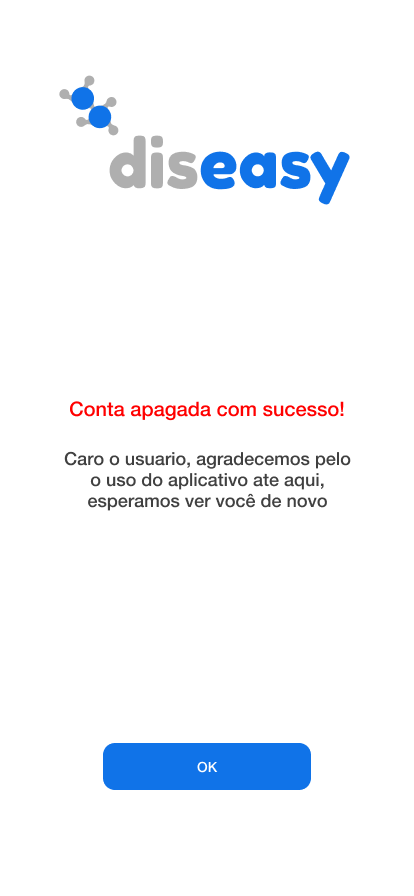 diseasy
Conta apagada com sucesso!
Caro o usuario, agradecemos pelo
o uso do aplicativo ate aqui,
esperamos ver você de novo
OK